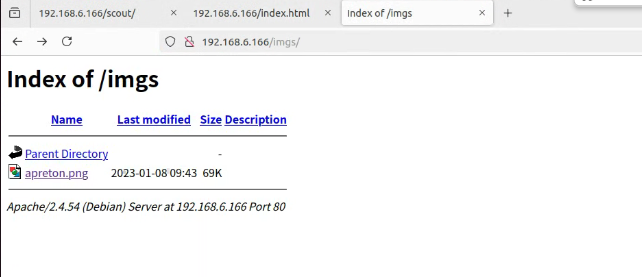 192.168.6.166/scout/
192.168.6.166/index.html
Index of /imgs
192.168.6.166/imgs/
Index of /imgs
Name Last modified Size Description
Parent Directory -
apreton.png 2023-01-08 09:43 69K
Apache/2.4.54 (Debian) Server at 192.168.6.166 Port 80